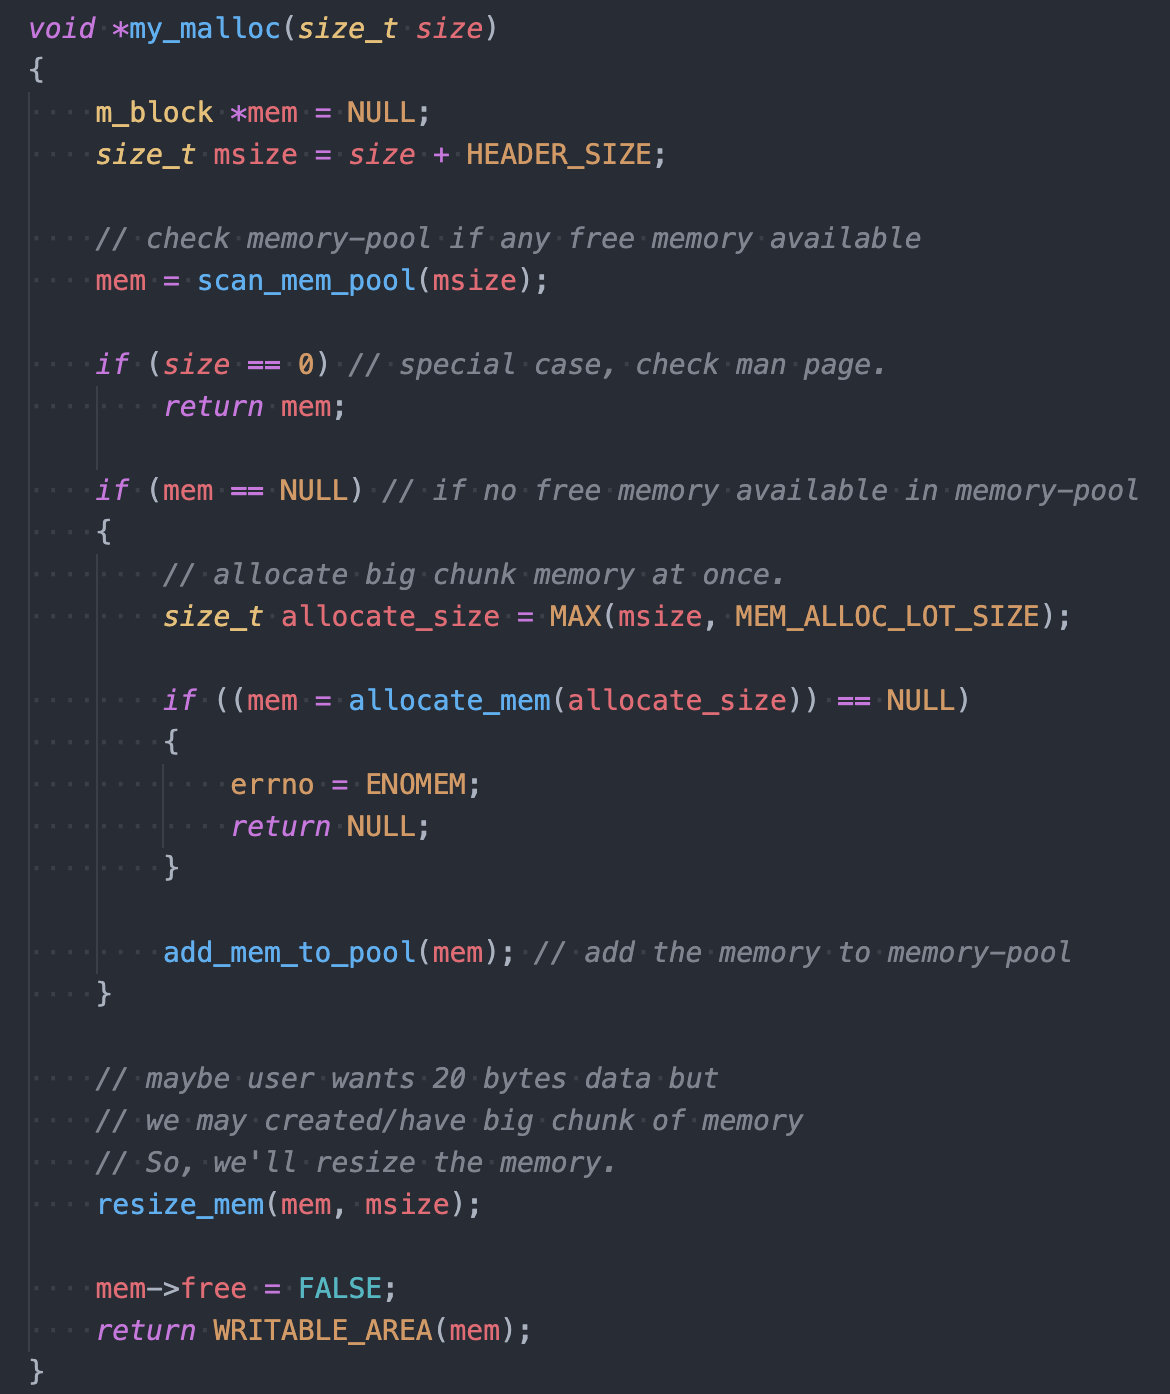 void *my_malloc(size_t size)
{
    m_block *mem = NULL;
    size_t msize = size + HEADER_SIZE;

    // check memory-pool if any free memory available
    mem = scan_mem_pool(msize);

    if (size == 0) // special case, check man page.
        return mem;

    if (mem == NULL) // if no free memory available in memory-pool
    {
        // allocate big chunk memory at once.
        size_t allocate_size = MAX(msize, MEM_ALLOC_LOT_SIZE);

        if ((mem = allocate_mem(allocate_size)) == NULL)
        {
            errno = ENOMEM;
            return NULL;
        }

        add_mem_to_pool(mem); // add the memory to memory-pool
    }

    // maybe user wants 20 bytes data but
    // we may created/have big chunk of memory
    // So, we'll resize the memory.
    resize_mem(mem, msize);

    mem->free = FALSE;
    return WRITABLE_AREA(mem);
}